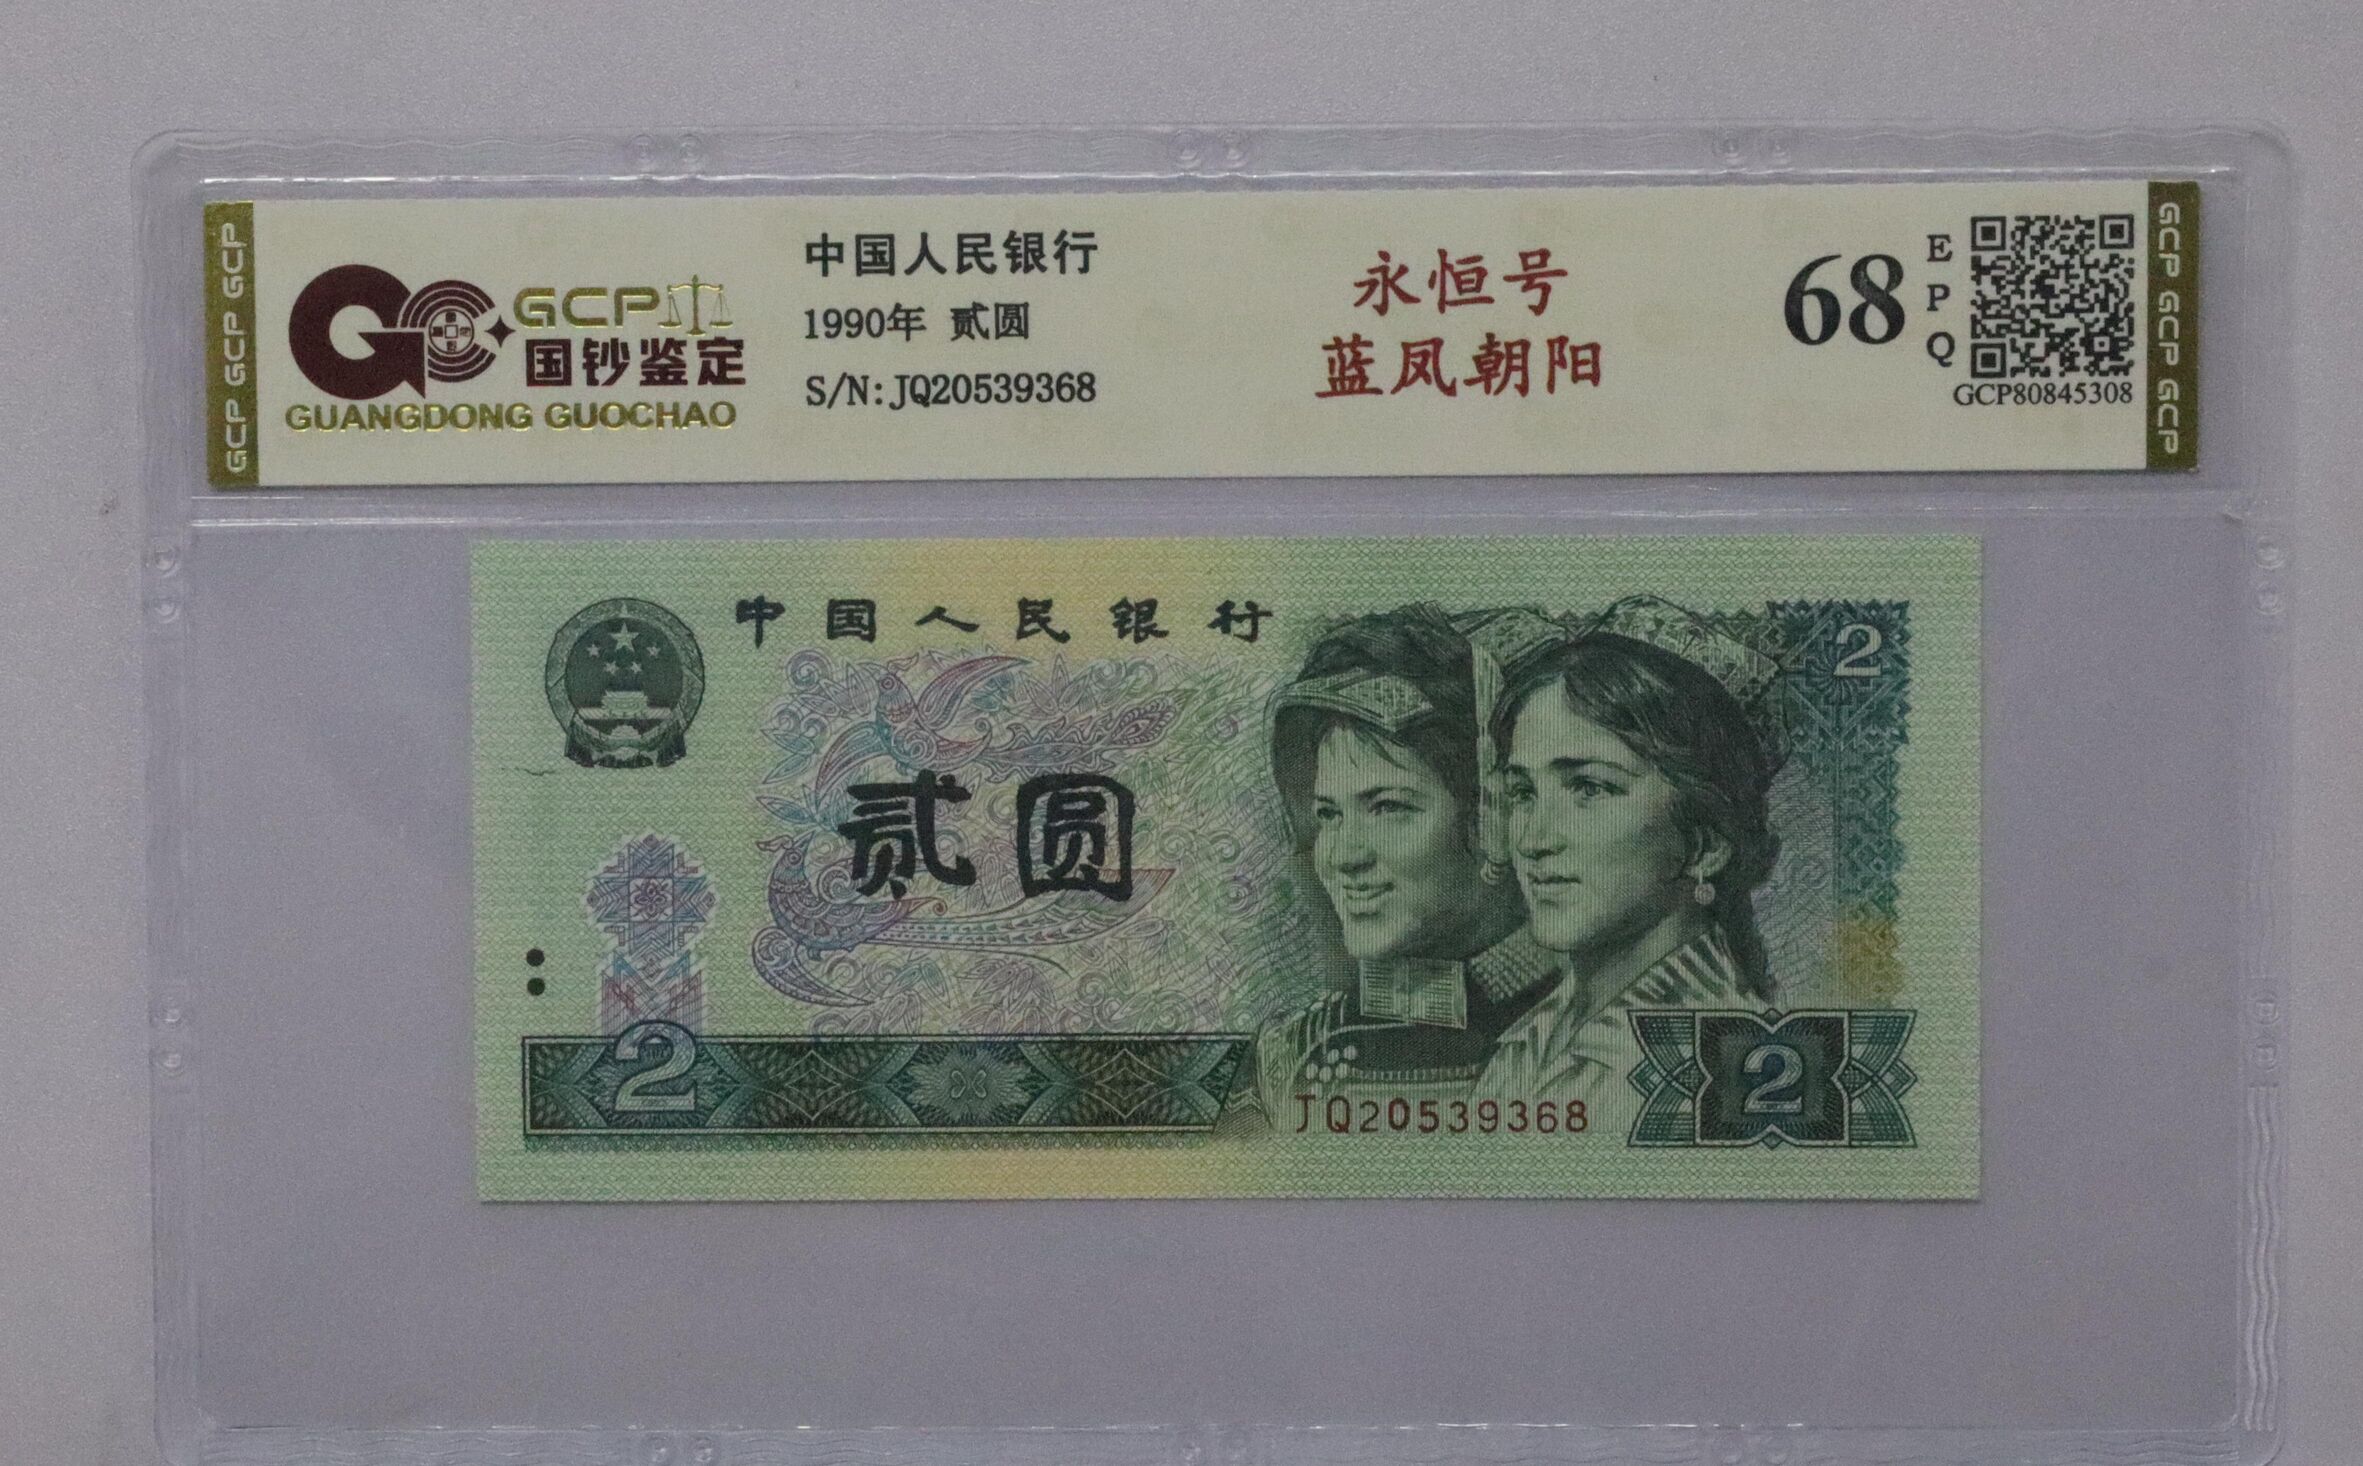 GCP GCP GCP
GCP
国钞鉴定
GUANGDONG GUOCHAO
中国人民银行
1990年 贰圆
S/N:JQ20539368
永恒号
蓝凤朝阳
68
EPQ
GCP80845308
GCP GCP GCP
中国人民银行
2
贰圆
2
JQ20539368
2